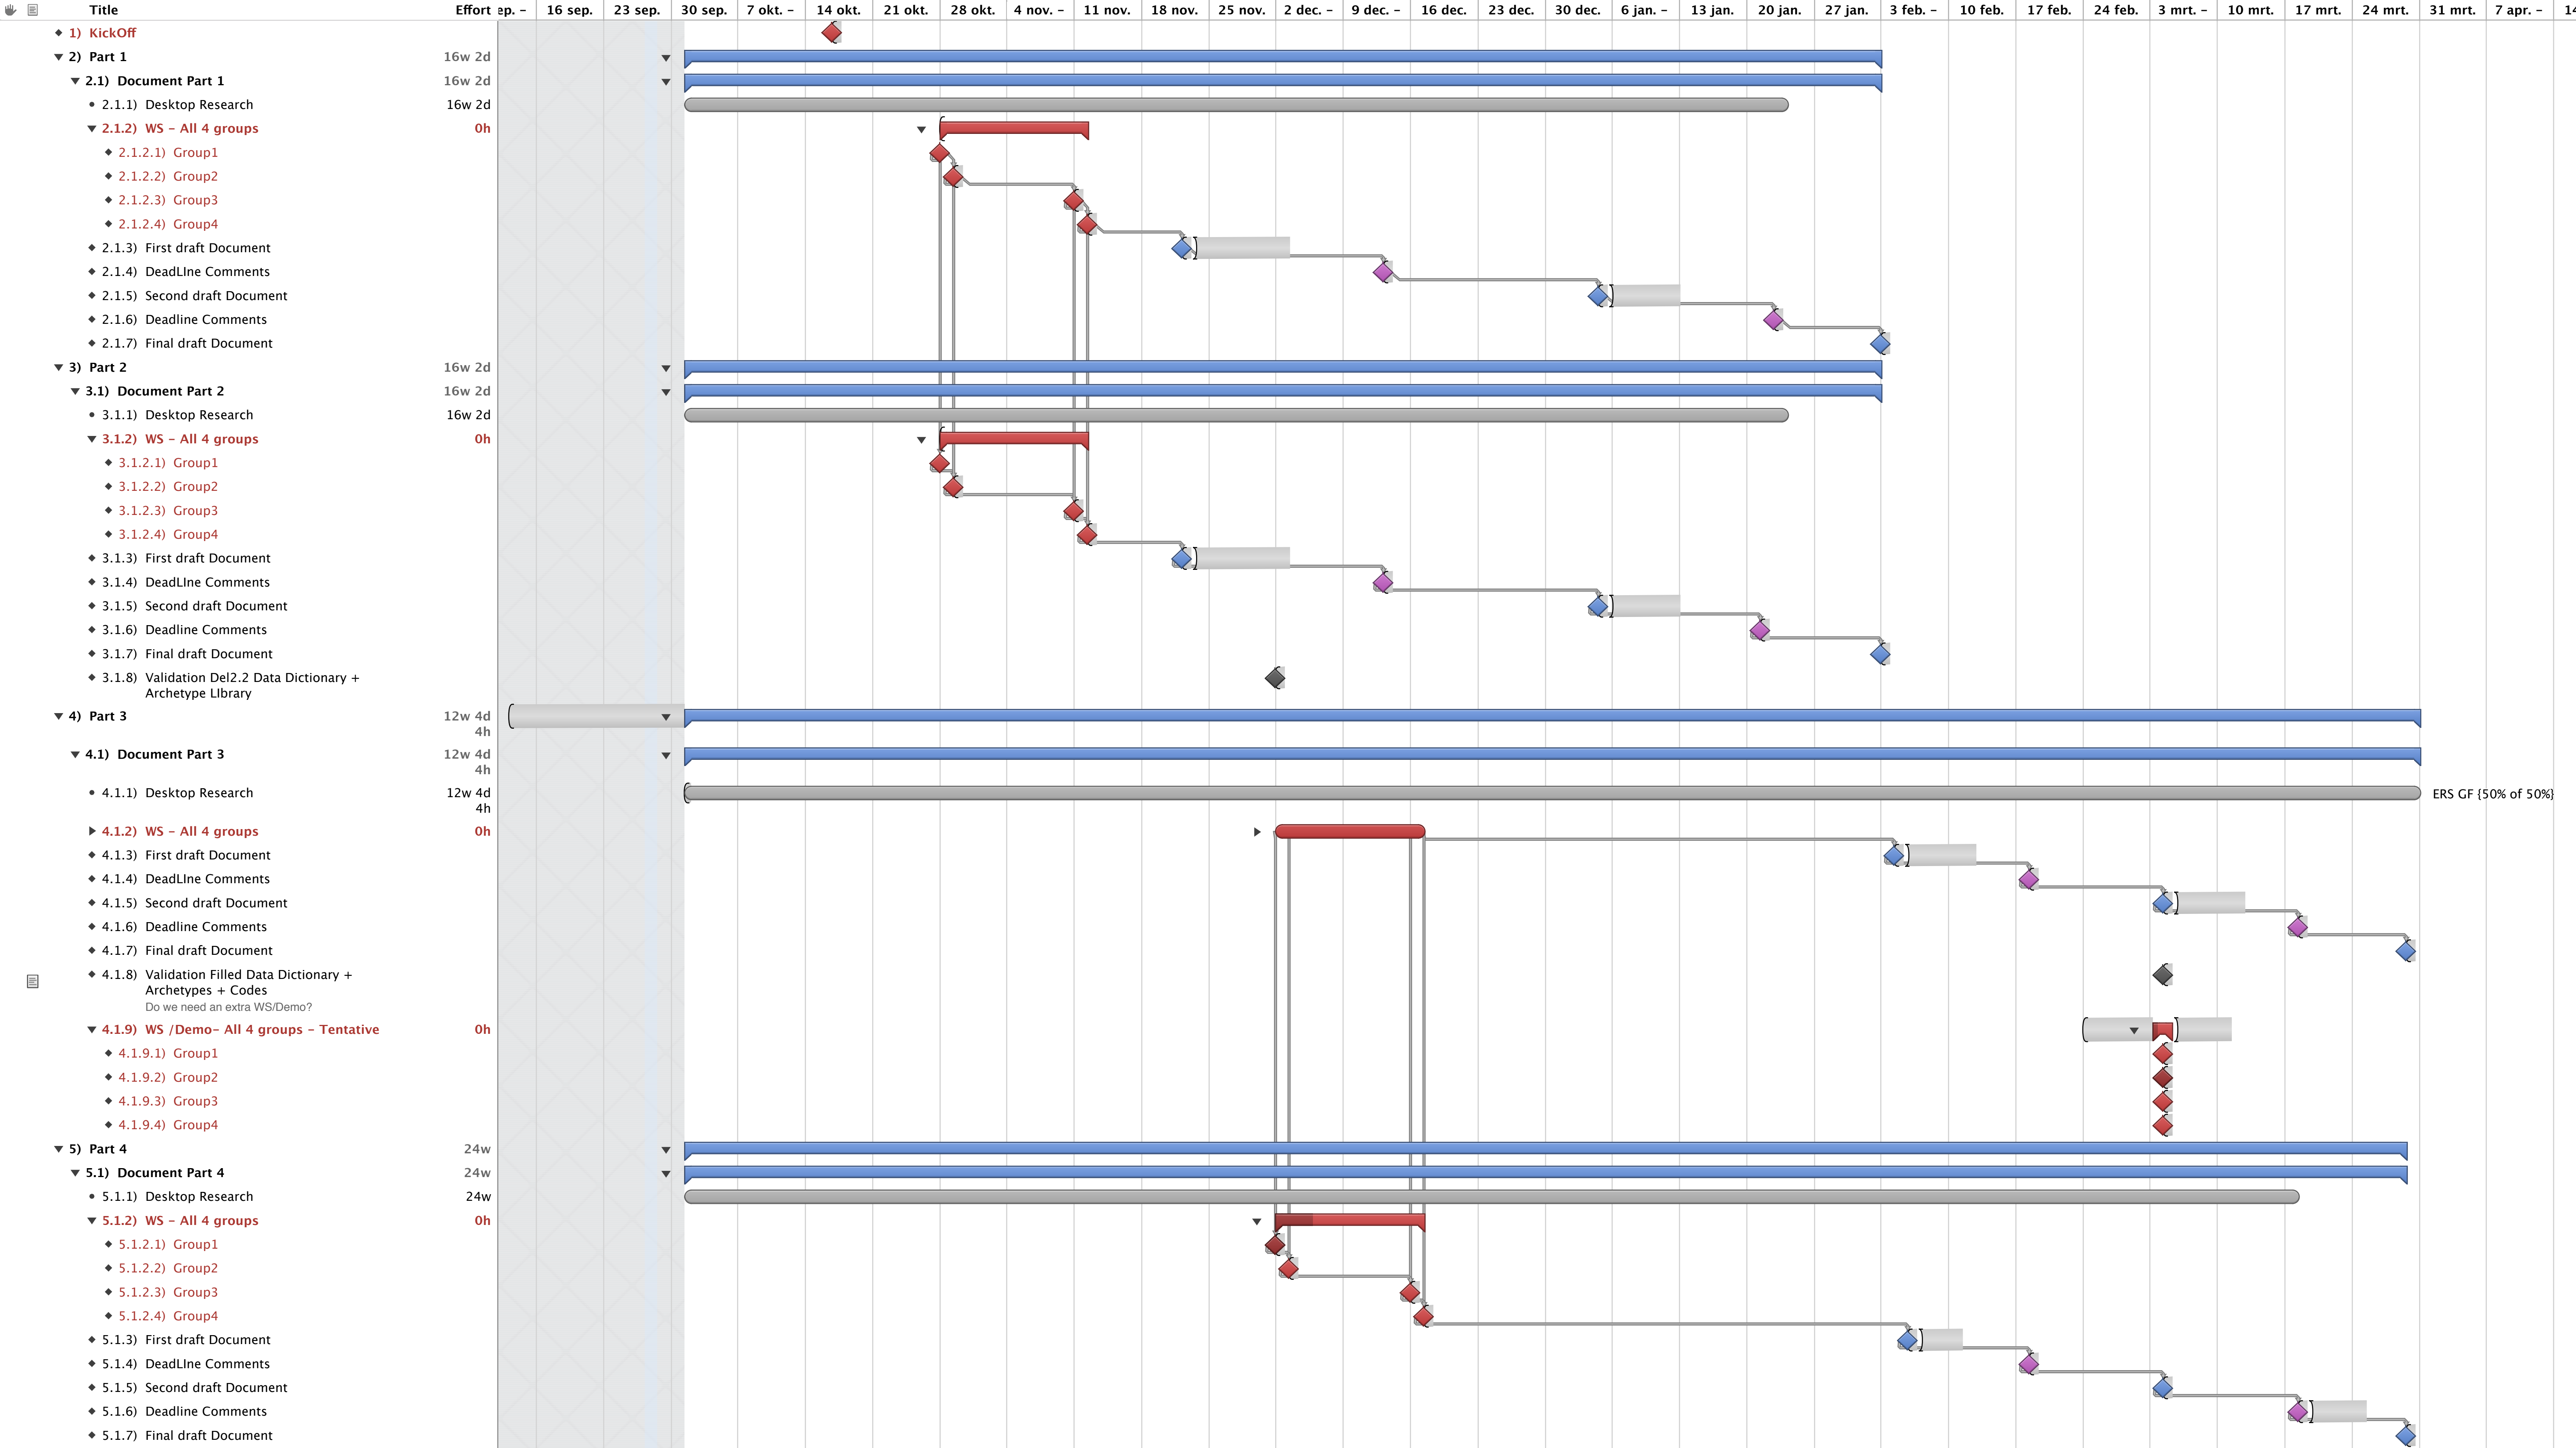 Title Effort ep. – 16 sep. 23 sep. 30 sep. 7 okt. – 14 okt. 21 okt. 28 okt. 4 nov. – 11 nov. 18 nov. 25 nov. 2 dec. – 9 dec. – 16 dec. 23 dec. 30 dec. 6 jan. – 13 jan. 20 jan. 27 jan. 3 feb. – 10 feb. 17 feb. 24 feb. 3 mrt. – 10 mrt. 17 mrt. 24 mrt. 31 mrt. 7 apr. – 14
1) KickOff
2) Part 1 16w 2d
2.1) Document Part 1 16w 2d
2.1.1) Desktop Research 16w 2d
2.1.2) WS – All 4 groups 0h
2.1.2.1) Group1
2.1.2.2) Group2
2.1.2.3) Group3
2.1.2.4) Group4
2.1.3) First draft Document
2.1.4) DeadLIne Comments
2.1.5) Second draft Document
2.1.6) Deadline Comments
2.1.7) Final draft Document
3) Part 2 16w 2d
3.1) Document Part 2 16w 2d
3.1.1) Desktop Research 16w 2d
3.1.2) WS – All 4 groups 0h
3.1.2.1) Group1
3.1.2.2) Group2
3.1.2.3) Group3
3.1.2.4) Group4
3.1.3) First draft Document
3.1.4) DeadLIne Comments
3.1.5) Second draft Document
3.1.6) Deadline Comments
3.1.7) Final draft Document
3.1.8) Validation Del2.2 Data Dictionary +
Archetype LIbrary
4) Part 3 12w 4d
4h
4.1) Document Part 3 12w 4d
4h
4.1.1) Desktop Research 12w 4d ERS GF {50% of 50%}
4h
4.1.2) WS – All 4 groups 0h
4.1.3) First draft Document
4.1.4) DeadLIne Comments
4.1.5) Second draft Document
4.1.6) Deadline Comments
4.1.7) Final draft Document
4.1.8) Validation Filled Data Dictionary +
Archetypes + Codes
Do we need an extra WS/Demo?
4.1.9) WS /Demo– All 4 groups – Tentative 0h
4.1.9.1) Group1
4.1.9.2) Group2
4.1.9.3) Group3
4.1.9.4) Group4
5) Part 4 24w
5.1) Document Part 4 24w
5.1.1) Desktop Research 24w
5.1.2) WS – All 4 groups 0h
5.1.2.1) Group1
5.1.2.2) Group2
5.1.2.3) Group3
5.1.2.4) Group4
5.1.3) First draft Document
5.1.4) DeadLIne Comments
5.1.5) Second draft Document
5.1.6) Deadline Comments
5.1.7) Final draft Document